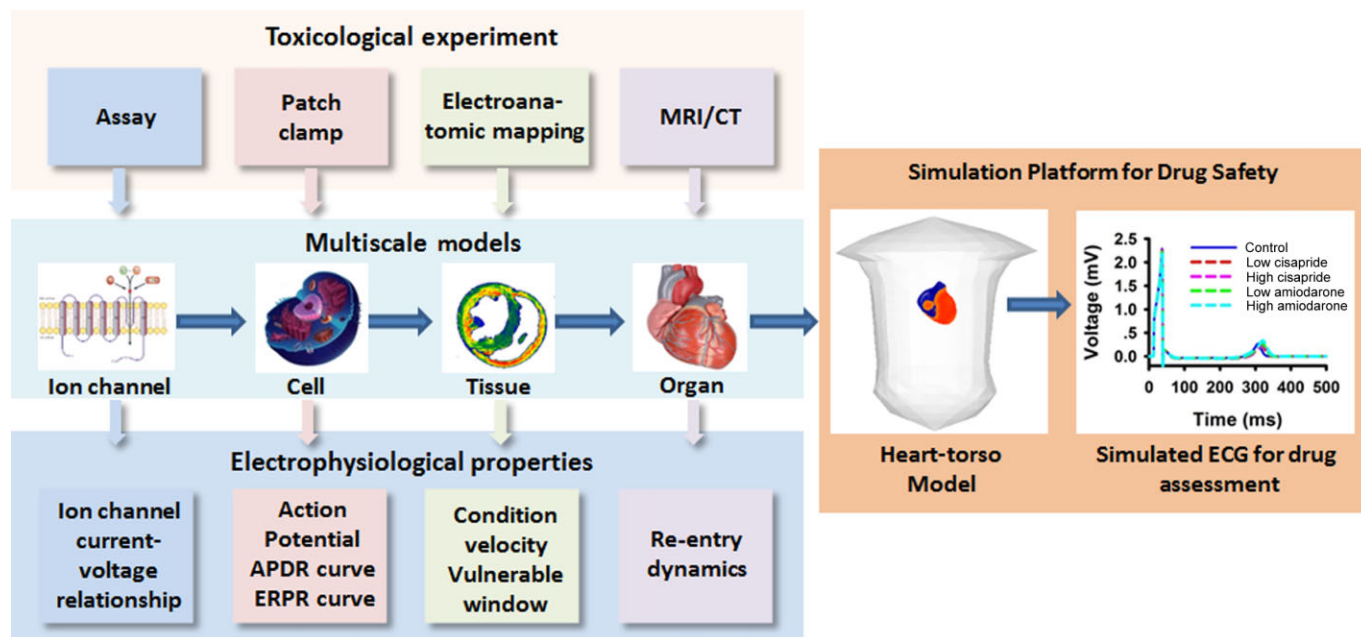 Toxicological experiment
Assay
Patch
clamp
Electroana-
tomic mapping
MRI/CT
Multiscale models
Ion channel
Cell
Tissue
Organ
Electrophysiological properties
Ion channel
current-
voltage
relationship
Action
Potential
APDR curve
ERPR curve
Condition
velocity
Vulnerable
window
Re-entry
dynamics
Simulation Platform for Drug Safety
Heart-torso
Model
Voltage (mV)
2.5
2.0
1.5
1.0
.5
0.0
Control
Low cisapride
High cisapride
Low amiodarone
High amiodarone
0 100 200 300 400 500
Time (ms)
Simulated ECG for drug
assessment